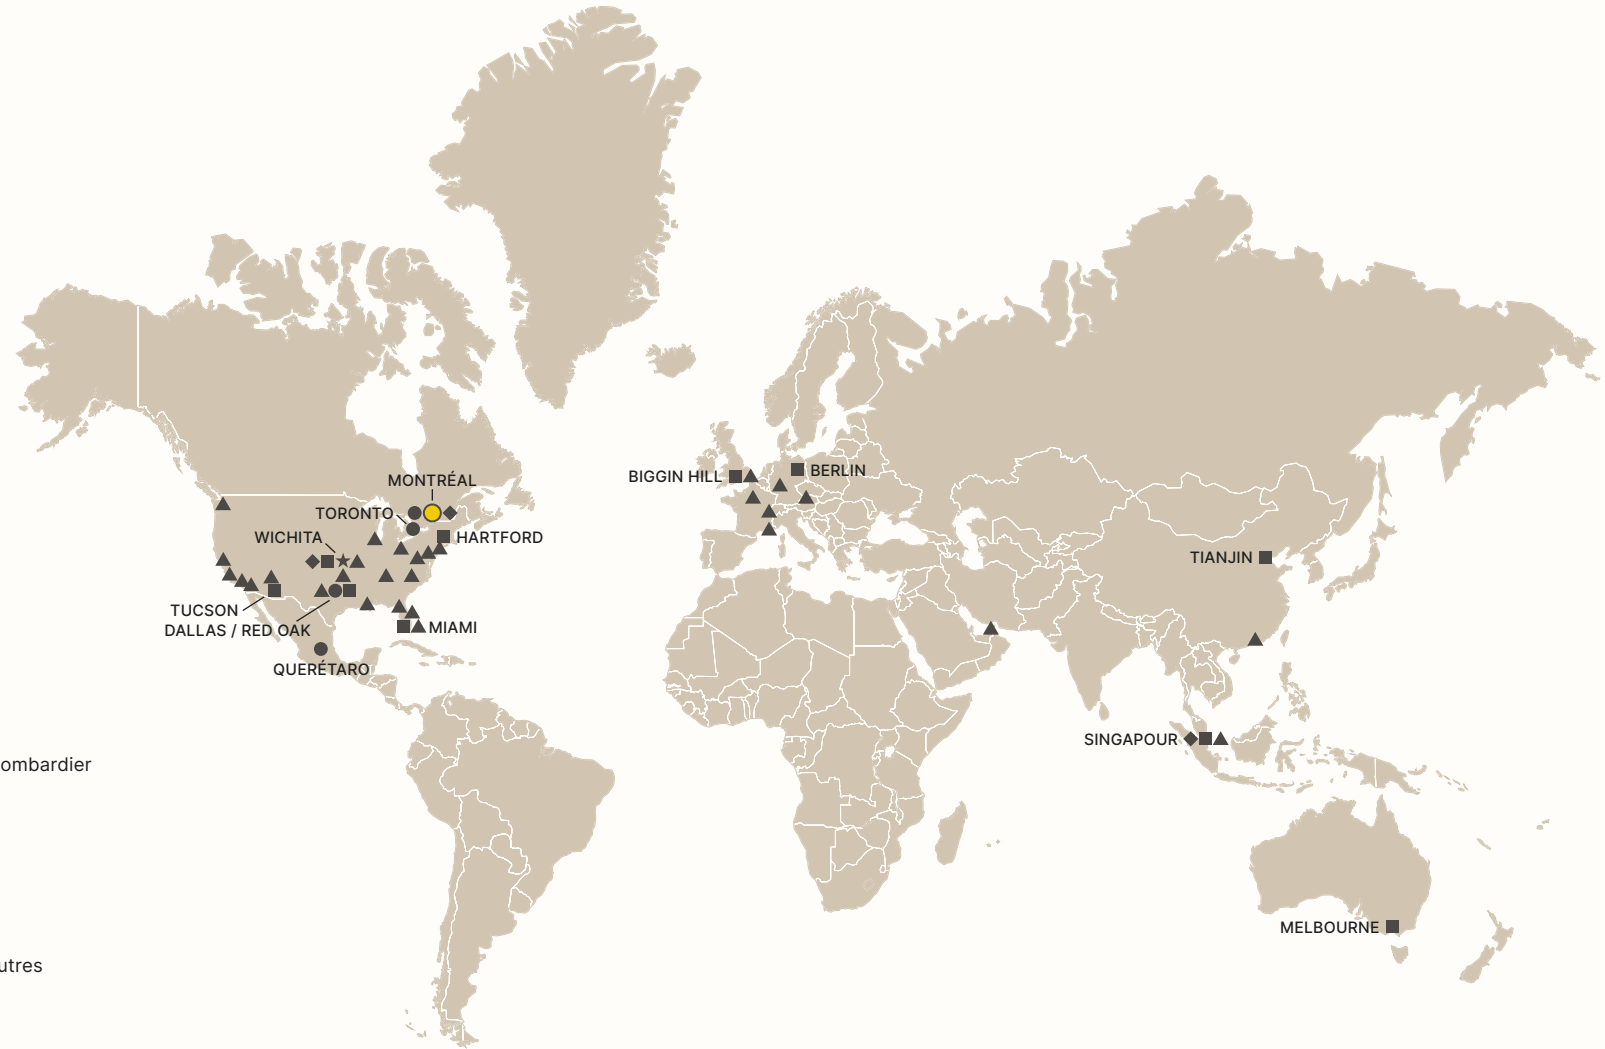 MONTRÉAL
BIGGIN HILL
BERLIN
TORONTO
WICHITA
HARTFORD
TIANJIN
TUCSON
DALLAS / RED OAK
MIAMI
QUERÉTARO
SINGAPOUR
ombardier
MELBOURNE
utres